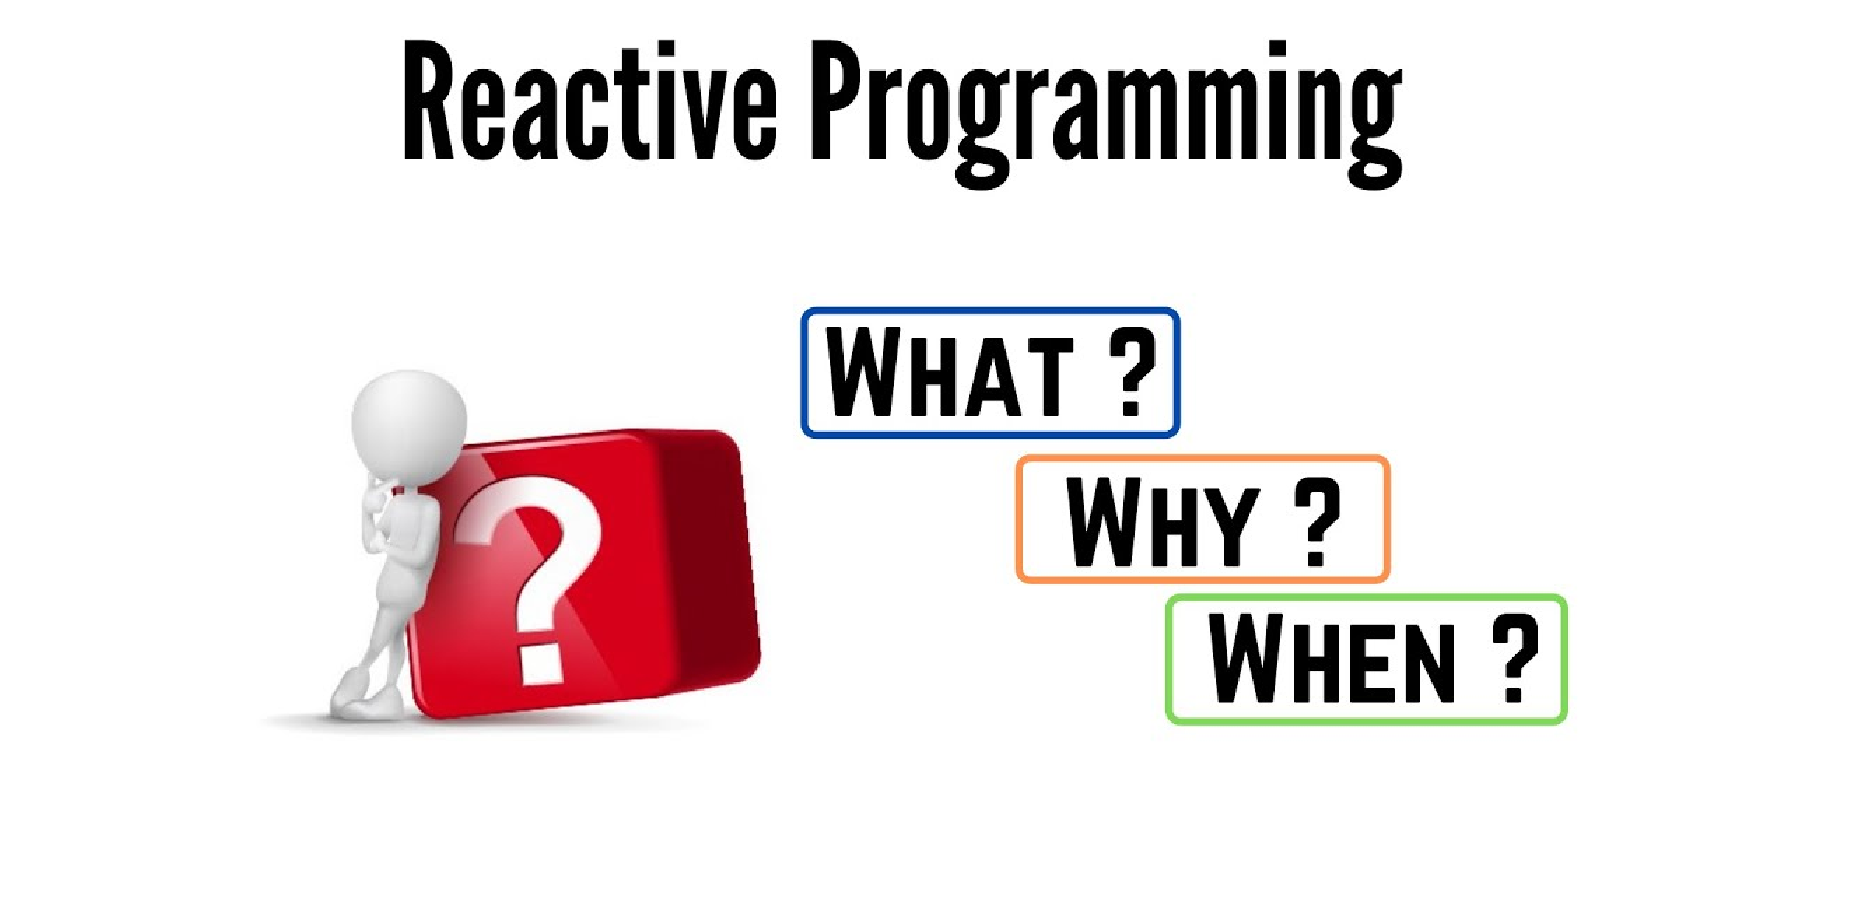 Reactive Programming
WHAT ?
WHY ?
WHEN ?
?